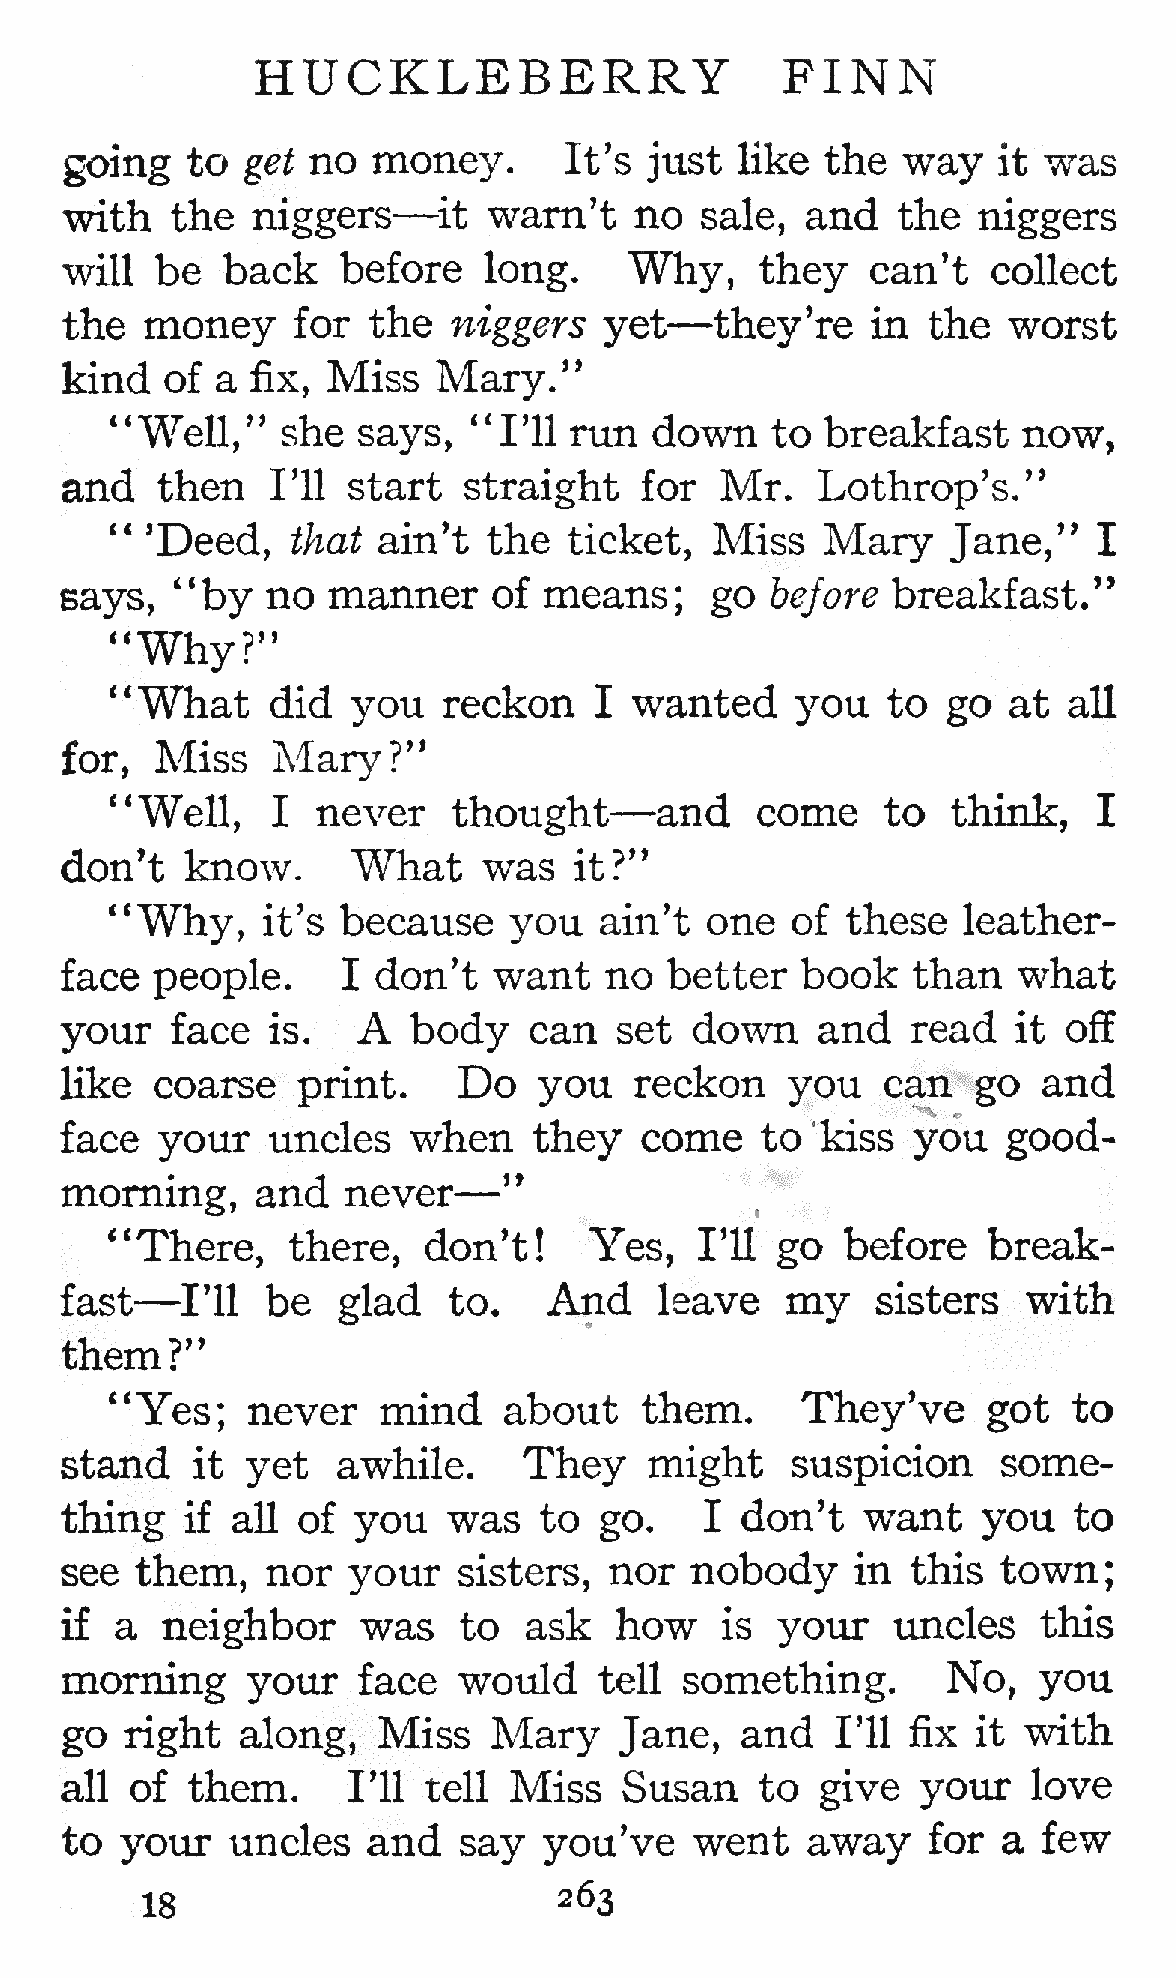 HUCKLEBERRY FINN
going to get no money. It's just like the way it was
with the niggers—it warn't no sale, and the niggers
will be back before long. Why, they can't collect
the money for the niggers yet—they're in the worst
kind of a fix, Miss Mary."
"Well," she says, "I'll run down to breakfast now,
and then I'll start straight for Mr. Lothrop's."
"'Deed, that ain't the ticket, Miss Mary Jane," I
says, "by no manner of means; go before breakfast."
"Why?"
"What did you reckon I wanted you to go at all
for, Miss Mary?"
"Well, I never thought—and come to think, I
don't know. What was it?"
"Why, it's because you ain't one of these leather-
face people. I don't want no better book than what
your face is. A body can set down and read it off
like coarse print. Do you reckon you can go and
face your uncles when they come to kiss you good-
morning, and never—"
"There, there, don't! Yes, I'll go before break-
fast—I'll be glad to. And leave my sisters with
them?"
"Yes; never mind about them. They've got to
stand it yet awhile. They might suspicion some-
thing if all of you was to go. I don't want you to
see them, nor your sisters, nor nobody in this town;
if a neighbor was to ask how is your uncles this
morning your face would tell something. No, you
go right along, Miss Mary Jane, and I'll fix it with
all of them. I'll tell Miss Susan to give your love
to your uncles and say you've went away for a few
18 263